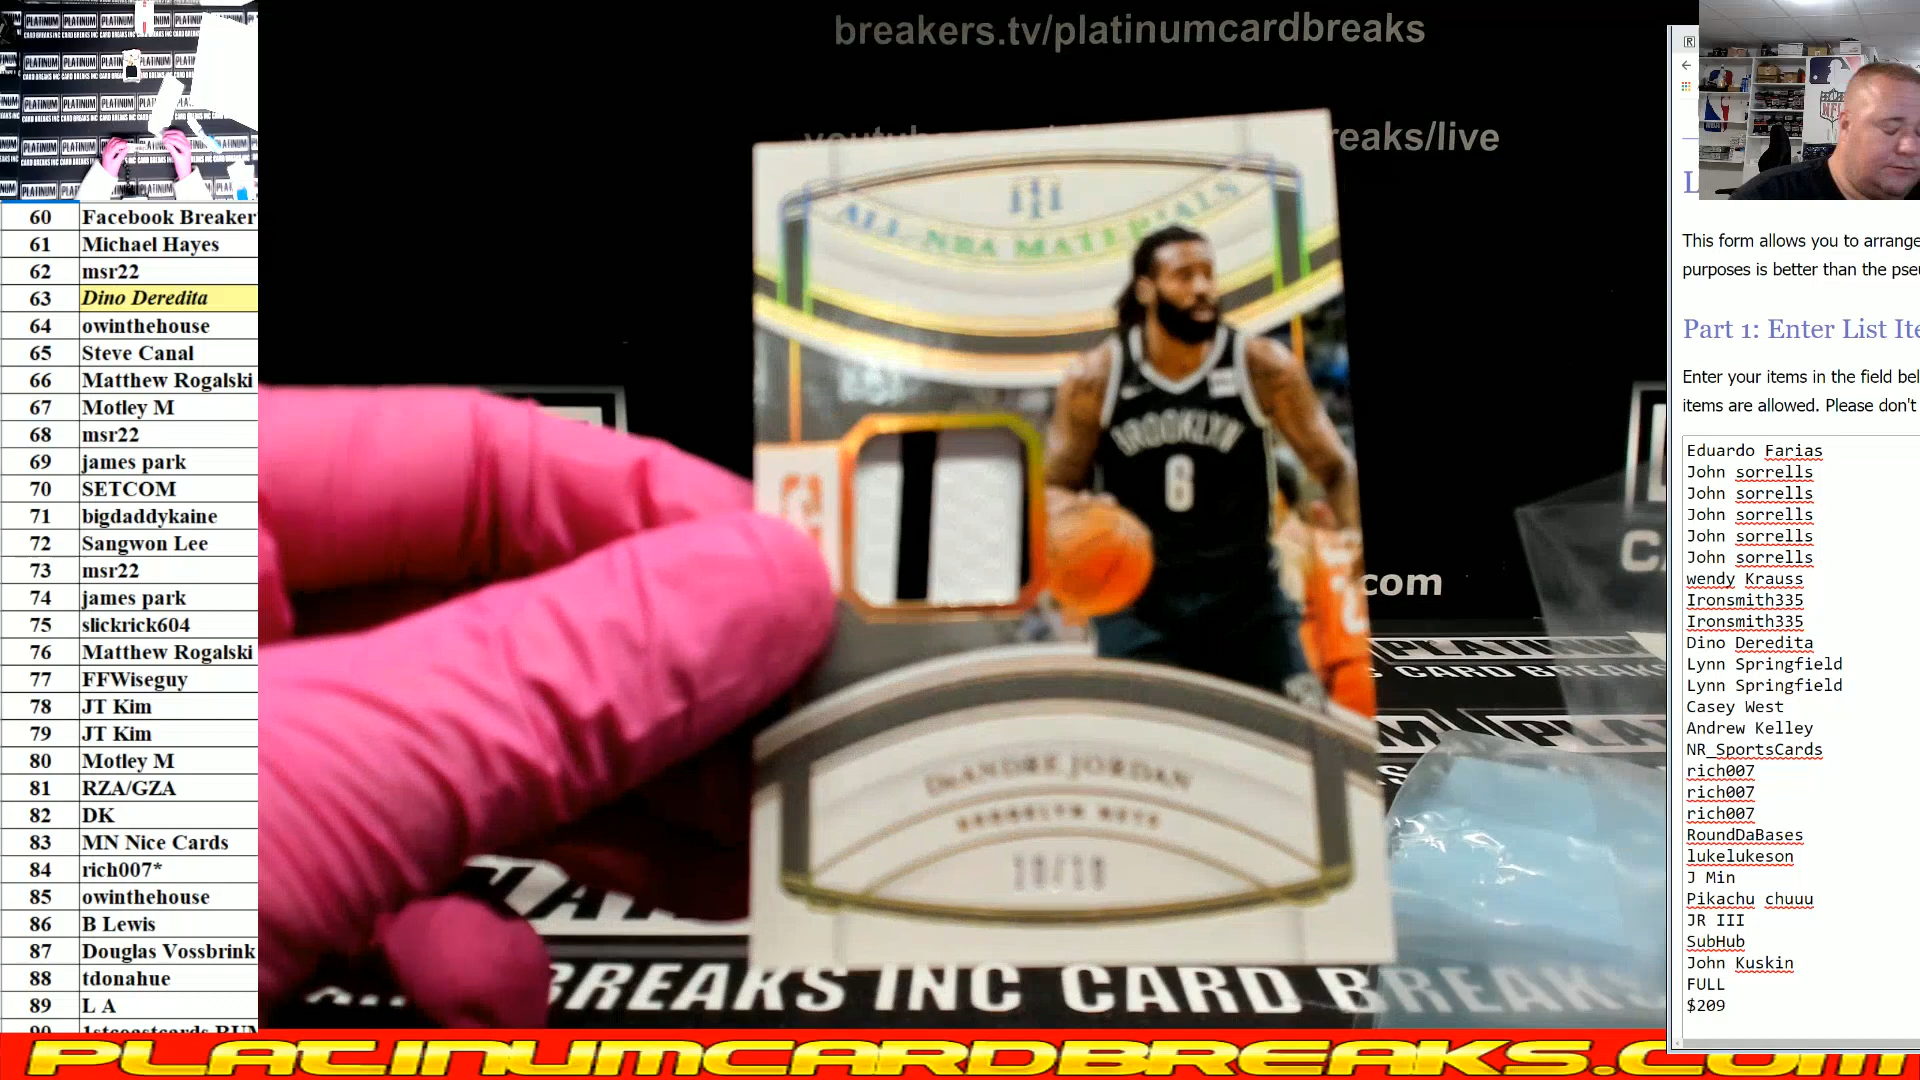 breakers.tv/platinumcardbreaks
reaks/live
com
ALL-NBA MATERIALS
BROOKLYN
6
DeANDRE JORDAN
BROOKLYN NETS
10/10
BREAKS INC CARD BREAKS
60 Facebook Breaker
61 Michael Hayes
62 msr22
63 Dino Deredita
64 owinthehouse
65 Steve Canal
66 Matthew Rogalski
67 Motley M
68 msr22
69 james park
70 SETCOM
71 bigdaddykaine
72 Sangwon Lee
73 msr22
74 james park
75 slickrick604
76 Matthew Rogalski
77 FFWiseguy
78 JT Kim
79 JT Kim
80 Motley M
81 RZA/GZA
82 DK
83 MN Nice Cards
84 rich007*
85 owinthehouse
86 B Lewis
87 Douglas Vossbrink
88 tdonahue
89 L A
This form allows you to arrange
purposes is better than the pseu
Part 1: Enter List Ite
Enter your items in the field bel
items are allowed. Please don't
Eduardo Farias
John sorrells
John sorrells
John sorrells
John sorrells
John sorrells
wendy Krauss
Ironsmith335
Ironsmith335
Dino Deredita
Lynn Springfield
Lynn Springfield
Casey West
Andrew Kelley
NR_SportsCards
rich007
rich007
rich007
RoundDaBases
lukelukeson
J Min
Pikachu chuuu
JR III
SubHub
John Kuskin
FULL
$209
PLATINUMCARDBREAKS.COM